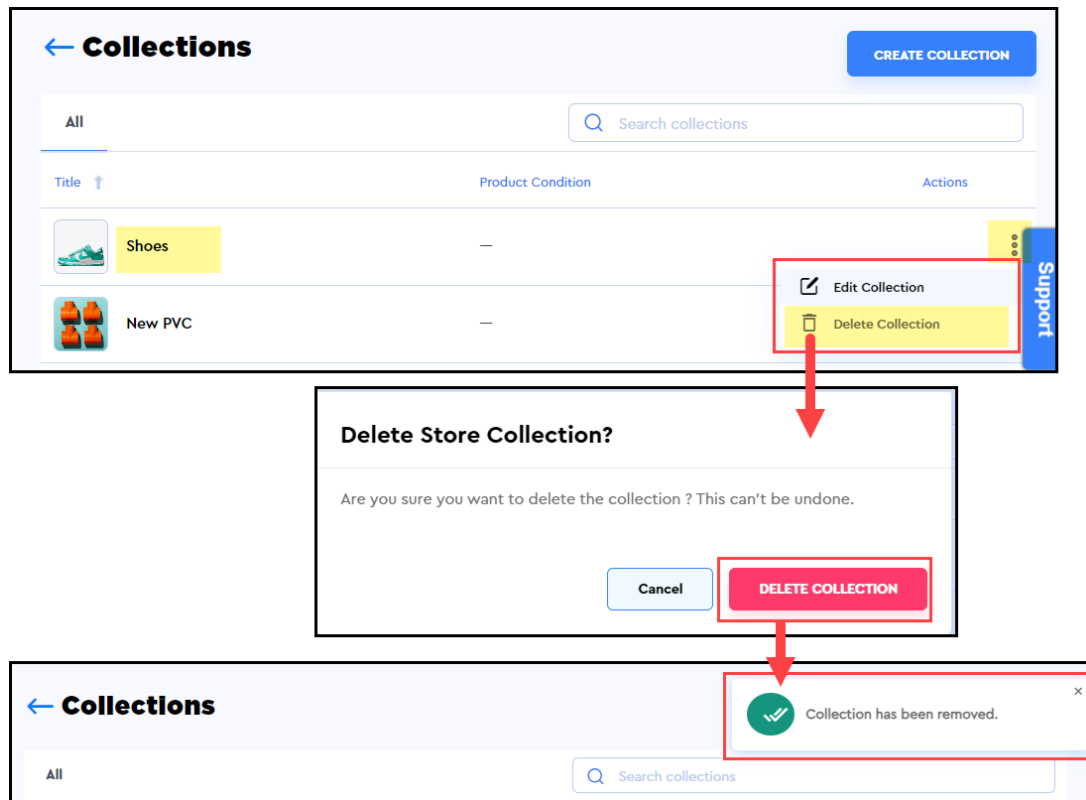 Collections
CREATE COLLECTION
All
Search collections
Title
Product Condition
Actions
Shoes
—
Edit Collection
Support
New PVC
—
Delete Collection
Delete Store Collection?
Are you sure you want to delete the collection ? This can't be undone.
Cancel
DELETE COLLECTION
Collections
Collection has been removed.
All
Search collections